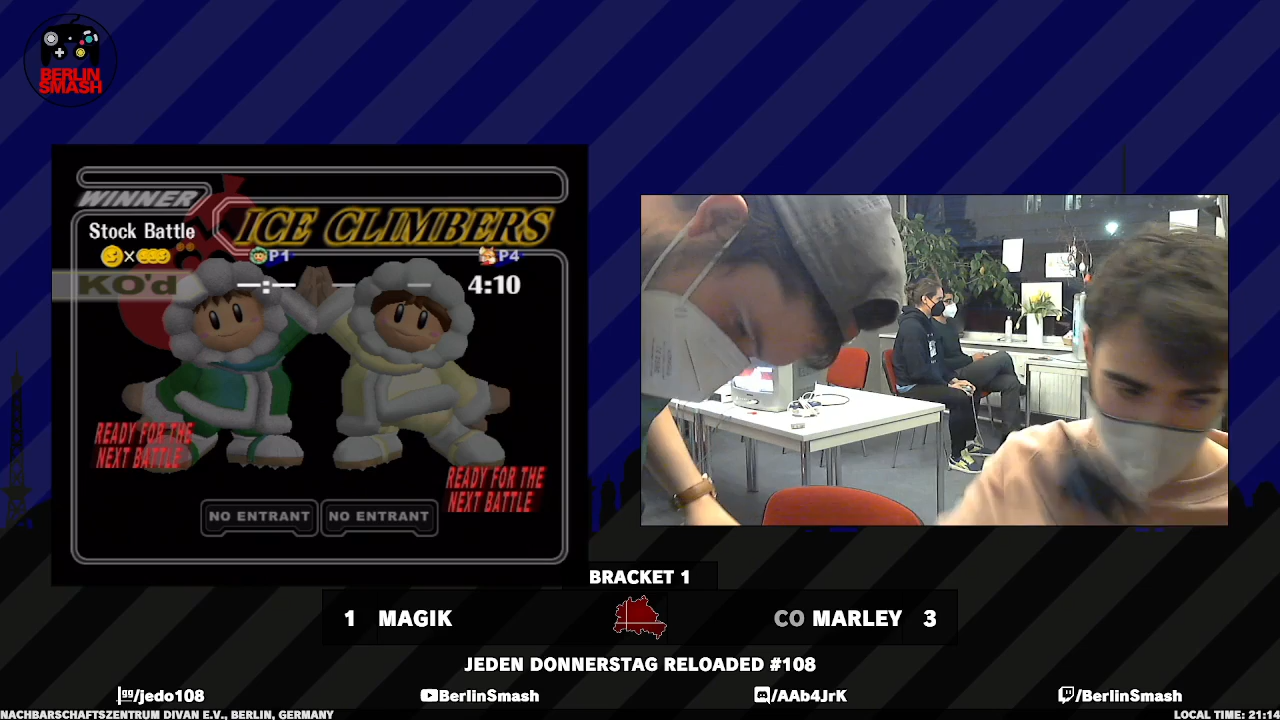 BERLIN
SMASH
WINNER
ICE CLIMBERS
Stock Battle
P1
P4
KO'd
4:10
READY FOR THE
NEXT BATTLE
READY FOR THE
NEXT BATTLE
NO ENTRANT
NO ENTRANT
BRACKET 1
1 MAGIK
CO MARLEY 3
JEDEN DONNERSTAG RELOADED #108
/jedo108
BerlinSmash
/AAb4JrK
/BerlinSmash
NACHBARSCHAFTSZENTRUM DIVAN E.V., BERLIN, GERMANY
LOCAL TIME: 21:14